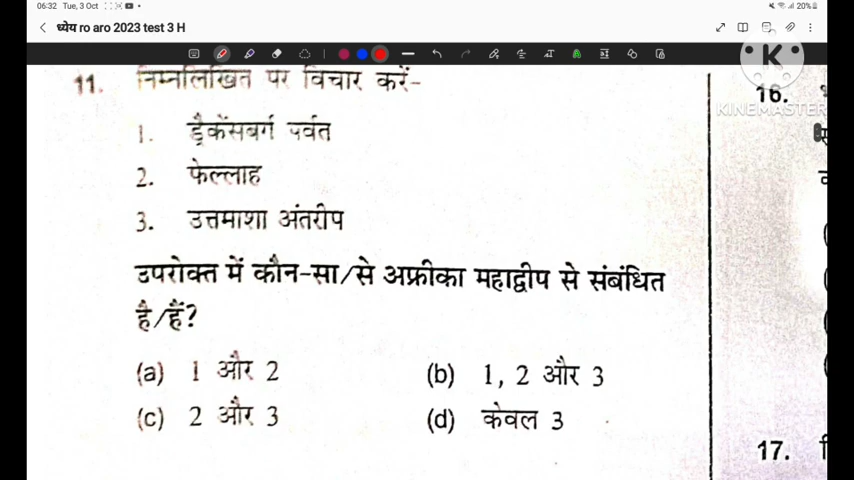 06:32 Tue, 3 Oct
20%
ध्येय ro aro 2023 test 3 H
KINEMASTER
11. निम्नलिखित पर विचार करें-
1. ड्रैकेंसबर्ग पर्वत
2. फेल्लाह
3. उत्तमाशा अंतरीप
उपरोक्त में कौन-सा/से अफ्रीका महाद्वीप से संबंधित
है/हैं?
(a) 1 और 2
(b) 1, 2 और 3
(c) 2 और 3
(d) केवल 3
16.
17.